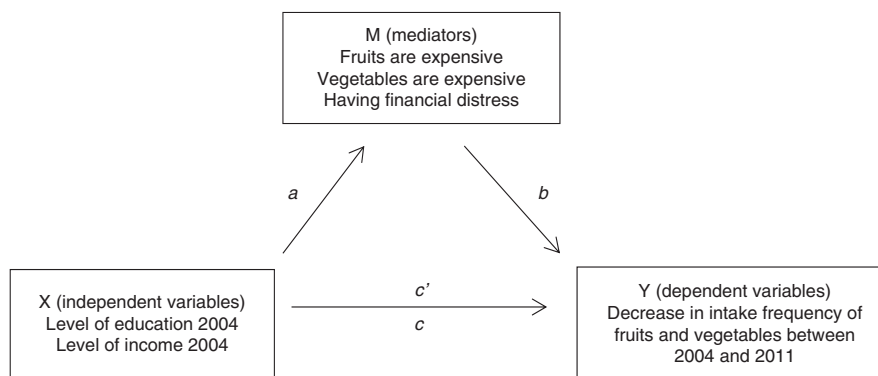 M (mediators)
Fruits are expensive
Vegetables are expensive
Having financial distress
a
b
X (independent variables)
Level of education 2004
Level of income 2004
c'
c
Y (dependent variables)
Decrease in intake frequency of
fruits and vegetables between
2004 and 2011